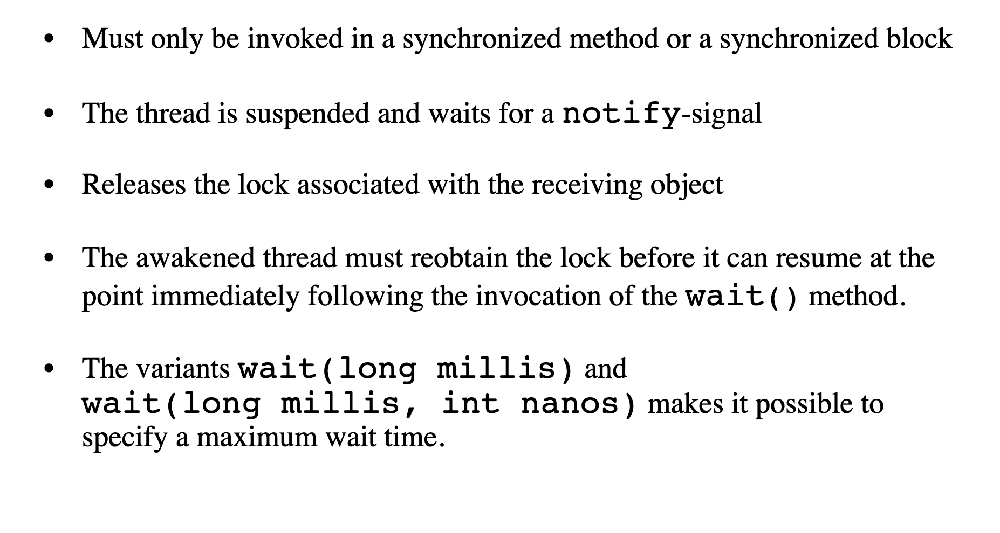 • Must only be invoked in a synchronized method or a synchronized block
• The thread is suspended and waits for a notify-signal
• Releases the lock associated with the receiving object
• The awakened thread must reobtain the lock before it can resume at the
point immediately following the invocation of the wait() method.
• The variants wait(long millis) and
wait(long millis, int nanos) makes it possible to
specify a maximum wait time.